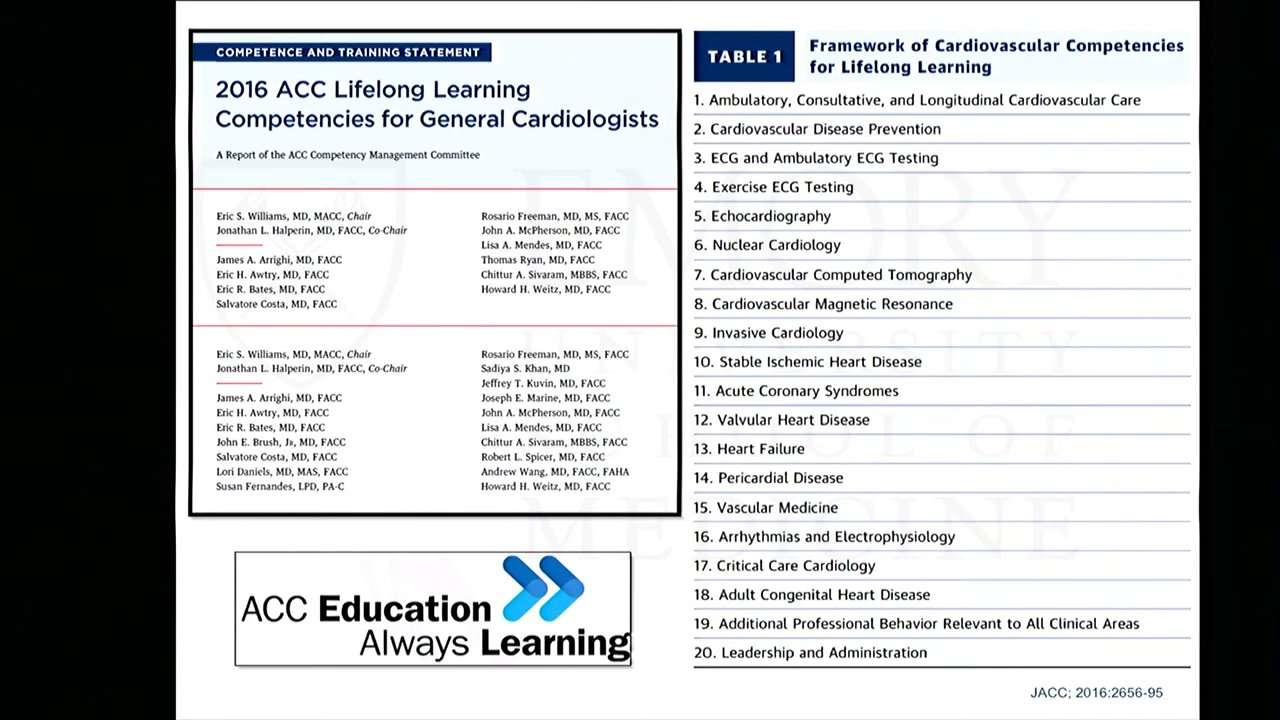 COMPETENCE AND TRAINING STATEMENT
2016 ACC Lifelong Learning
Competencies for General Cardiologists
A Report of the ACC Competency Management Committee
Eric S. Williams, MD, MACC, Chair
Jonathan L. Halperin, MD, FACC, Co-Chair
James A. Arrighi, MD, FACC
Eric H. Awtry, MD, FACC
Eric R. Bates, MD, FACC
Salvatore Costa, MD, FACC
Rosario Freeman, MD, MS, FACC
John A. McPherson, MD, FACC
Lisa A. Mendes, MD, FACC
Thomas Ryan, MD, FACC
Chittur A. Sivaram, MBBS, FACC
Howard H. Weitz, MD, FACC
Eric S. Williams, MD, MACC, Chair
Jonathan L. Halperin, MD, FACC, Co-Chair
James A. Arrighi, MD, FACC
Eric H. Awtry, MD, FACC
Eric R. Bates, MD, FACC
John E. Brush, JR, MD, FACC
Salvatore Costa, MD, FACC
Lori Daniels, MD, MAS, FACC
Susan Fernandes, LPD, PA-C
Rosario Freeman, MD, MS, FACC
Sadiya S. Khan, MD
Jeffrey T. Kuvin, MD, FACC
Joseph E. Marine, MD, FACC
John A. McPherson, MD, FACC
Lisa A. Mendes, MD, FACC
Chittur A. Sivaram, MBBS, FACC
Robert L. Spicer, MD, FACC
Andrew Wang, MD, FACC, FAHA
Howard H. Weitz, MD, FACC
ACC Education
Always Learning
TABLE 1
Framework of Cardiovascular Competencies
for Lifelong Learning
1. Ambulatory, Consultative, and Longitudinal Cardiovascular Care
2. Cardiovascular Disease Prevention
3. ECG and Ambulatory ECG Testing
4. Exercise ECG Testing
5. Echocardiography
6. Nuclear Cardiology
7. Cardiovascular Computed Tomography
8. Cardiovascular Magnetic Resonance
9. Invasive Cardiology
10. Stable Ischemic Heart Disease
11. Acute Coronary Syndromes
12. Valvular Heart Disease
13. Heart Failure
14. Pericardial Disease
15. Vascular Medicine
16. Arrhythmias and Electrophysiology
17. Critical Care Cardiology
18. Adult Congenital Heart Disease
19. Additional Professional Behavior Relevant to All Clinical Areas
20. Leadership and Administration
JACC; 2016:2656-95
EMORY
UNIVERSITY
SCHOOL OF
MEDICINE